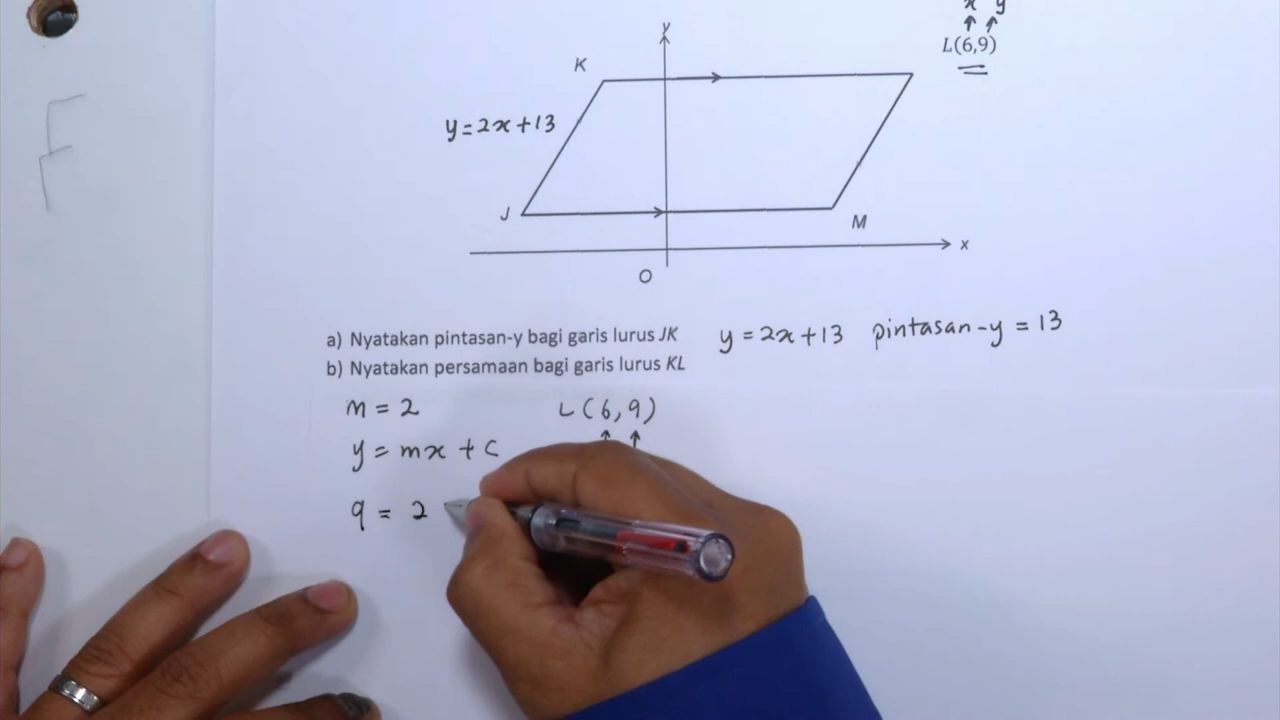 x y
L(6,9)
y
K
y=2x+13
J
M
x
O
a) Nyatakan pintasan-y bagi garis lurus JK
y = 2x+13 pintasan-y = 13
b) Nyatakan persamaan bagi garis lurus KL
m = 2
L (6, 9)
y = mx + c
9 = 2